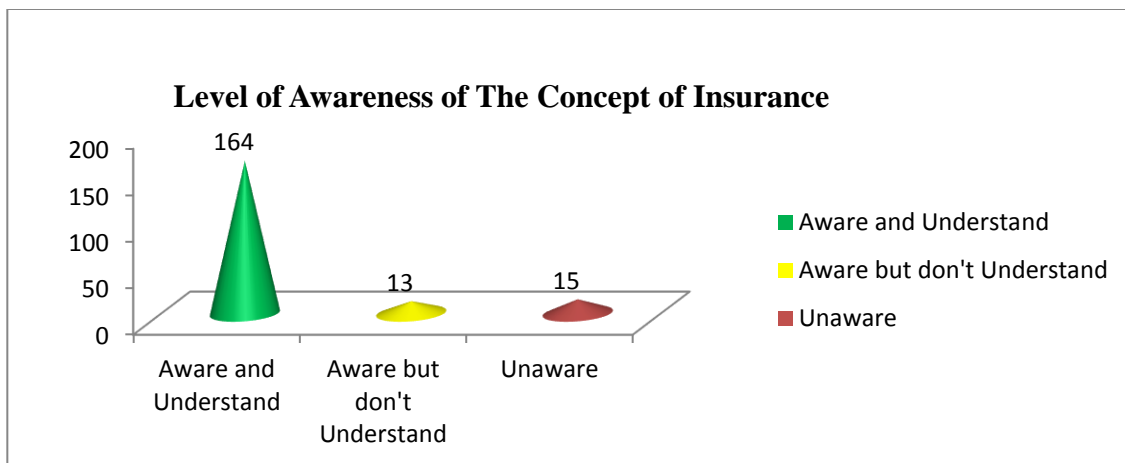 Level of Awareness of The Concept of Insurance
164
200
150
100
50
0
13
15
Aware and
Understand
Aware but
don't
Understand
Unaware
Aware and Understand
Aware but don't Understand
Unaware